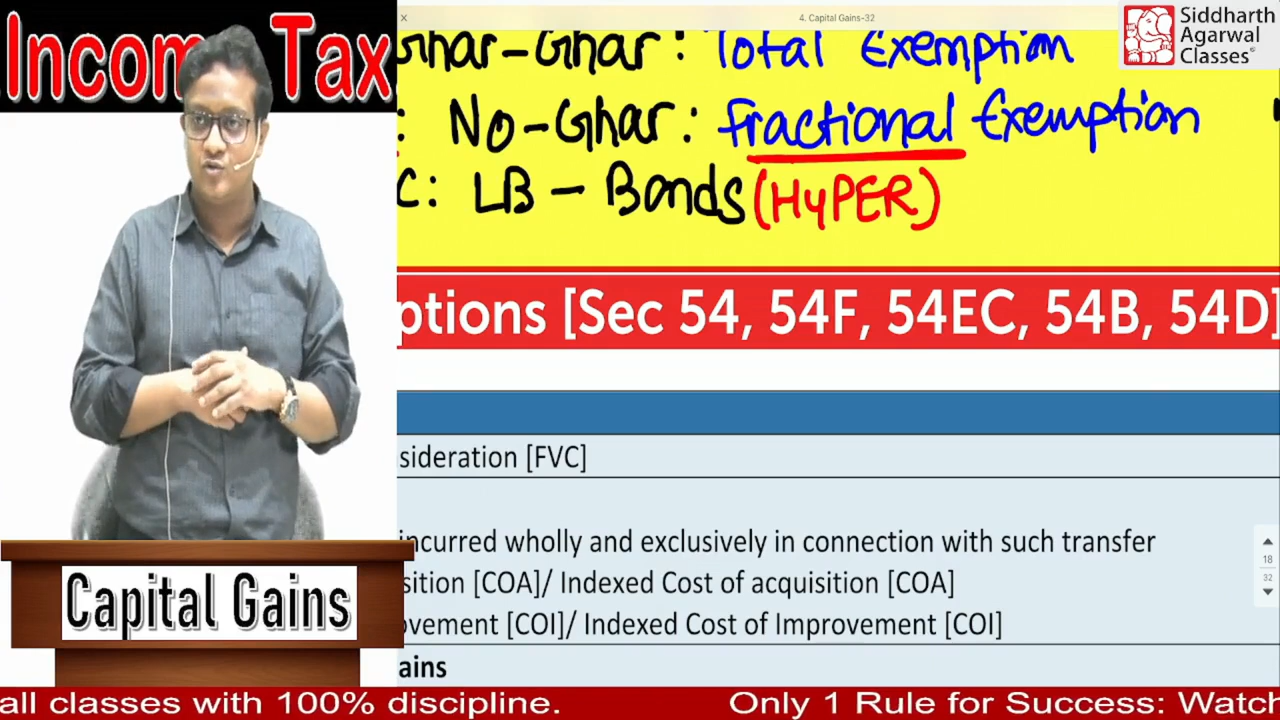 Income Tax
4. Capital Gains-32
Siddharth
Agarwal
Classes
Ghar-Ghar: Total Exemption
: No-Ghar: fractional Exemption
C: LB - Bonds (HyPER)
ptions [Sec 54, 54F, 54EC, 54B, 54D]
sideration [FVC]
incurred wholly and exclusively in connection with such transfer
sition [COA]/ Indexed Cost of acquisition [COA]
ovement [COI]/ Indexed Cost of Improvement [COI]
ains
18
32
Capital Gains
all classes with 100% discipline. Only 1 Rule for Success: Watch